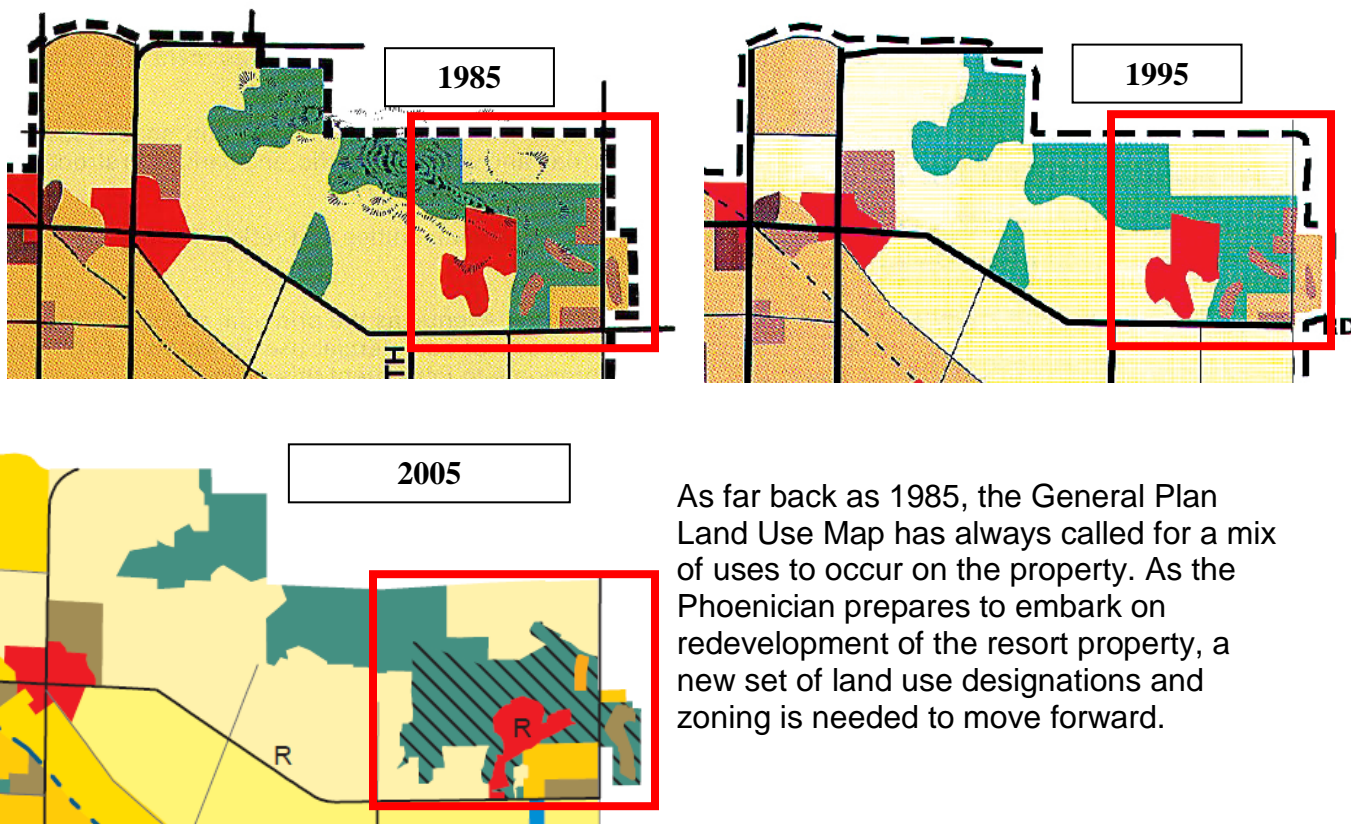 1985
1995
TH
RD
2005
R
R
As far back as 1985, the General Plan
Land Use Map has always called for a mix
of uses to occur on the property. As the
Phoenician prepares to embark on
redevelopment of the resort property, a
new set of land use designations and
zoning is needed to move forward.